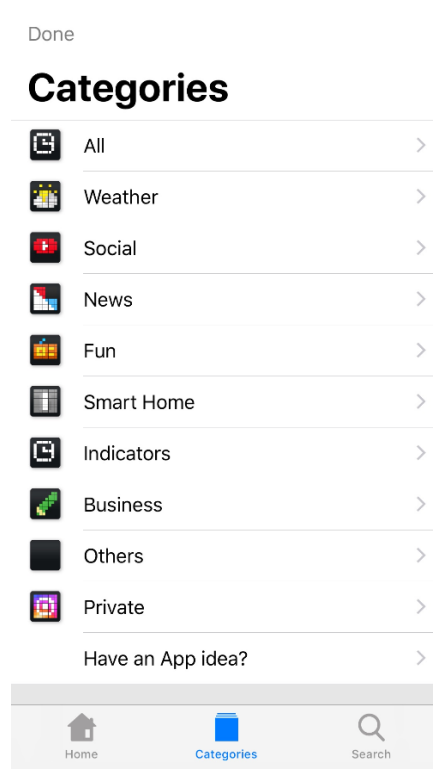 Done
Categories
All
Weather
Social
News
Fun
Smart Home
Indicators
Business
Others
Private
Have an App idea?
Home
Categories
Search